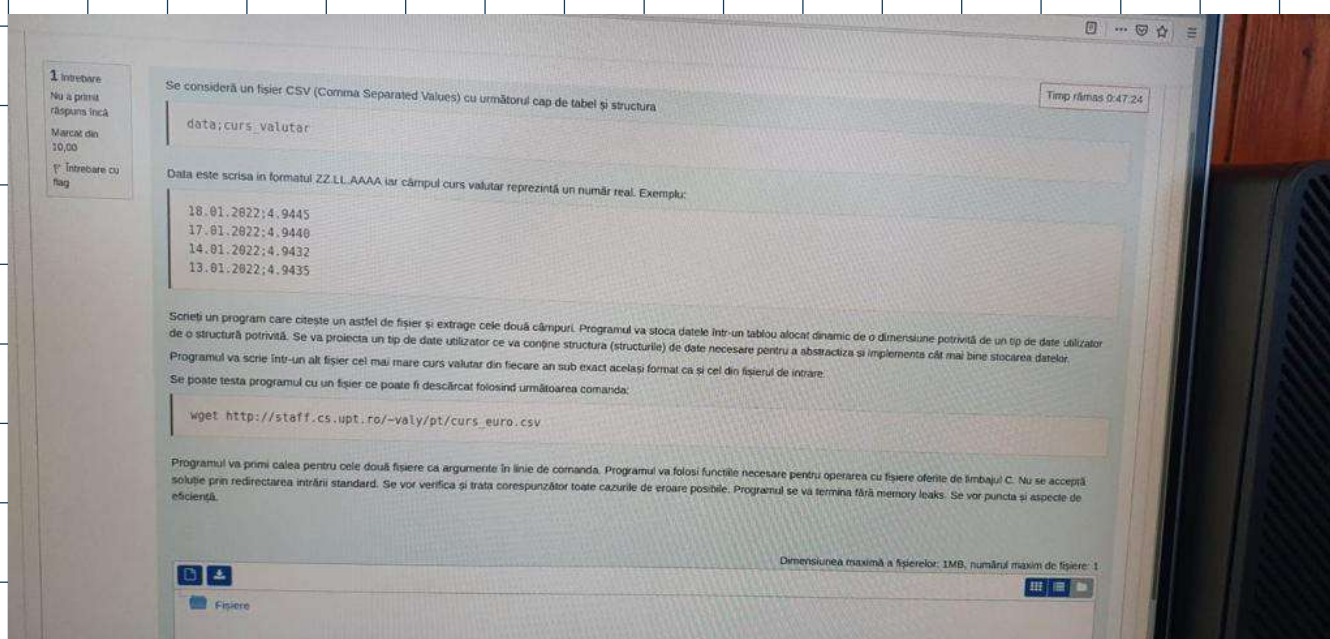 1 Intrebare
Nu a primit
răspuns încă
Marcat din
10,00
Întrebare cu
flag
Timp rămas 0:47:24
Se consideră un fișier CSV (Comma Separated Values) cu următorul cap de tabel și structura
data;curs_valutar
Data este scrisa in formatul ZZ.LL.AAAA iar câmpul curs valutar reprezintă un număr real. Exemplu:
18.01.2022;4.9445
17.01.2022;4.9440
14.01.2022;4.9432
13.01.2022;4.9435
Scrieți un program care citește un astfel de fișier și extrage cele două câmpuri. Programul va stoca datele într-un tablou alocat dinamic de o dimensiune potrivită de un tip de date utilizator
de o structură potrivită. Se va proiecta un tip de date utilizator ce va conține structura (structurile) de date necesare pentru a abstractiza si implementa cât mai bine stocarea datelor.
Programul va scrie într-un alt fișier cel mai mare curs valutar din fiecare an sub exact același format ca și cel din fișierul de intrare.
Se poate testa programul cu un fișier ce poate fi descărcat folosind următoarea comanda:
wget http://staff.cs.upt.ro/~valy/pt/curs_euro.csv
Programul va primi calea pentru cele două fișiere ca argumente în linie de comanda. Programul va folosi funcțiile necesare pentru operarea cu fișiere oferite de limbajul C. Nu se acceptă
soluție prin redirectarea intrării standard. Se vor verifica și trata corespunzător toate cazurile de eroare posibile. Programul se va termina fără memory leaks. Se vor puncta si aspecte de
eficiență.
Dimensiunea maximă a fișierelor: 1MB, numărul maxim de fișiere: 1
Fișiere